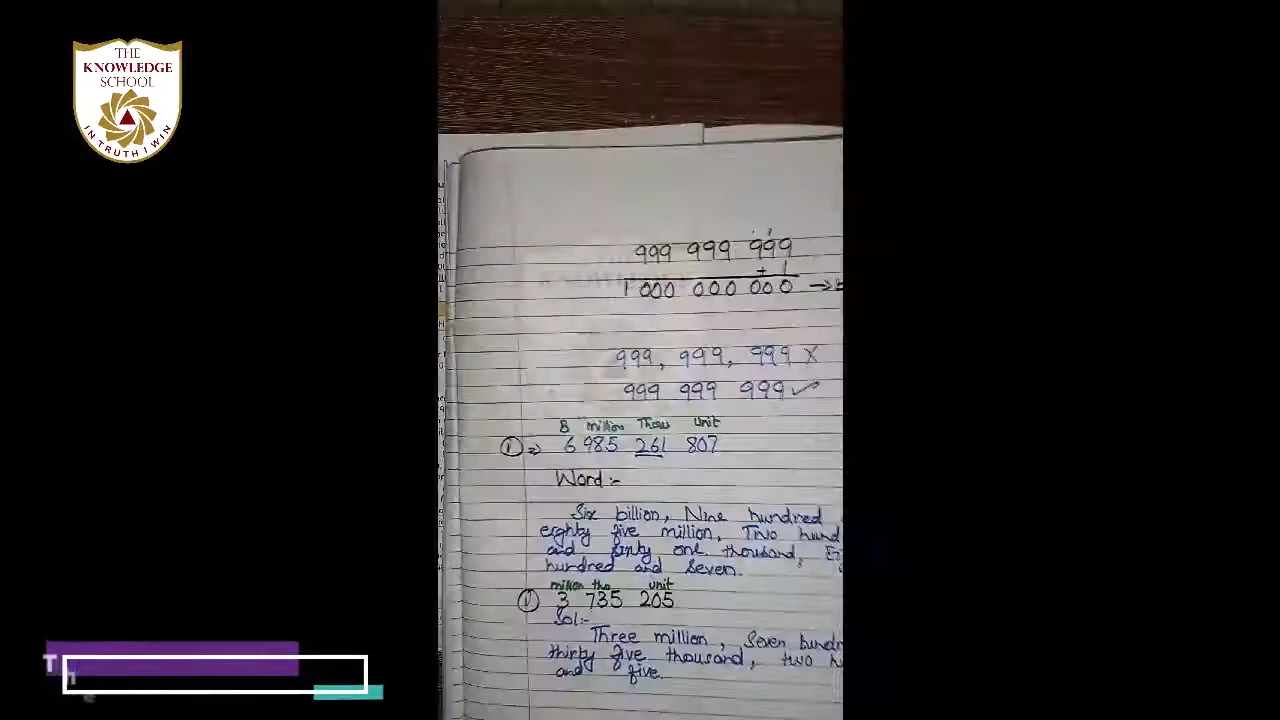 THE
KNOWLEDGE
SCHOOL
IN TRUTH I WIN
999 999 999
+ 1
1 000 000 000 →
999, 999, 999 X
999 999 999 ✓
B million Thou unit
① ⇒ 6 985 261 807
Word:-
Six billion, Nine hundred
eighty five million, Two hund
and sixty one thousand,
hundred and seven.
million tho unit
3 735 205
Sol:-
Three million, Seven hundr
thirty five thousand, two h
and five.
T
h
e